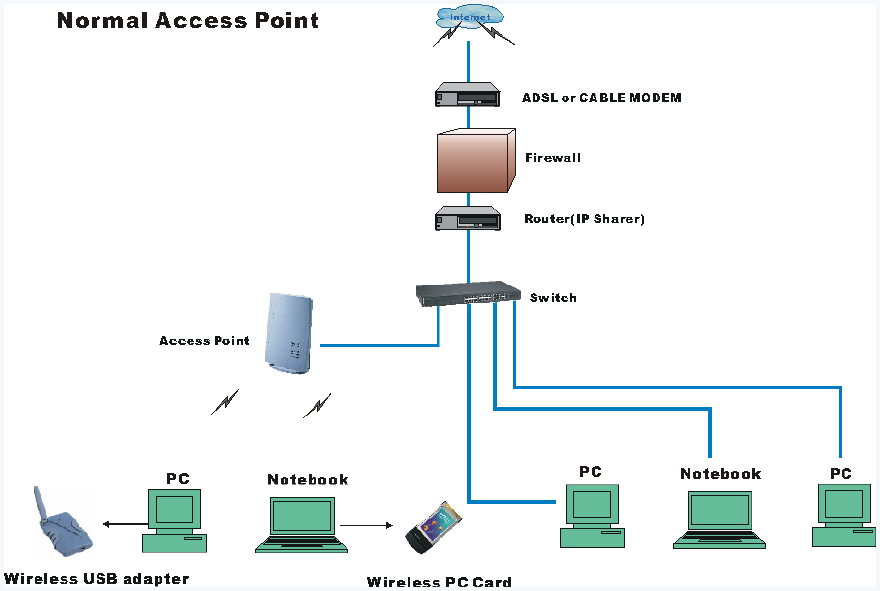 Normal Access Point
Internet
ADSL or CABLE MODEM
Firewall
Router(IP Sharer)
Switch
Access Point
PC
Notebook
PC
Notebook
PC
Wireless USB adapter
Wireless PC Card